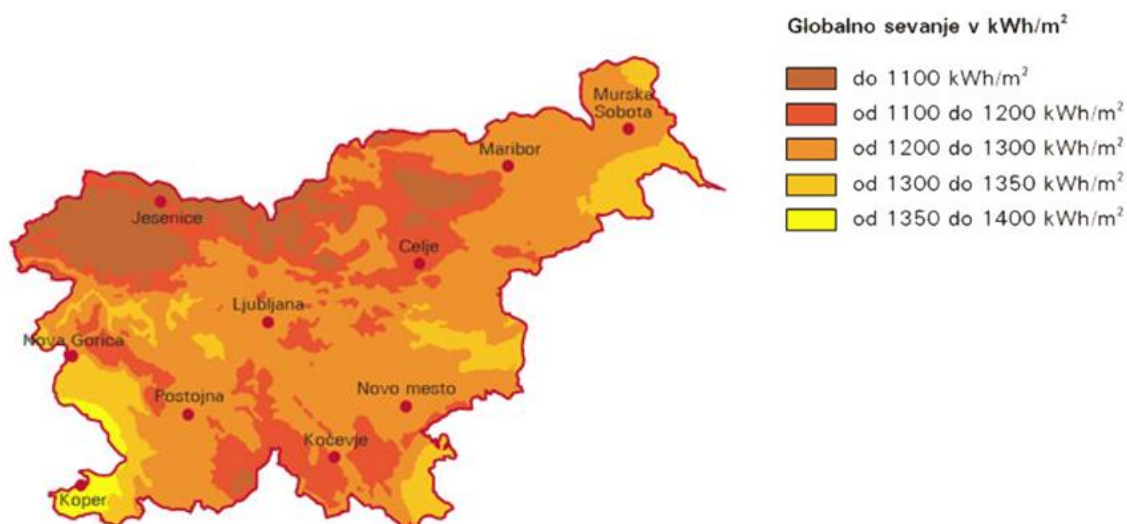 Globalno sevanje v kWh/m²
do 1100 kWh/m²
od 1100 do 1200 kWh/m²
od 1200 do 1300 kWh/m²
od 1300 do 1350 kWh/m²
od 1350 do 1400 kWh/m²
Murska
Sobota
Maribor
Jesenice
Celje
Ljubljana
Nova Gorica
Postojna
Novo mesto
Kočevje
Koper